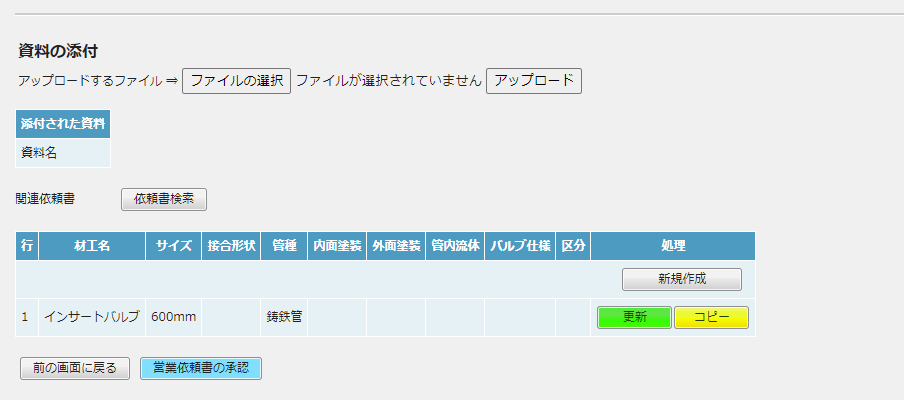 資料の添付
アップロードするファイル ⇒ ファイルの選択 ファイルが選択されていません アップロード
添付された資料
資料名
関連依頼書 依頼書検索
行 材工名 サイズ 接合形状 管種 内面塗装 外面塗装 管内流体 バルブ仕様 区分 処理
新規作成
1 インサートバルブ 600mm 鋳鉄管 更新 コピー
前の画面に戻る 営業依頼書の承認